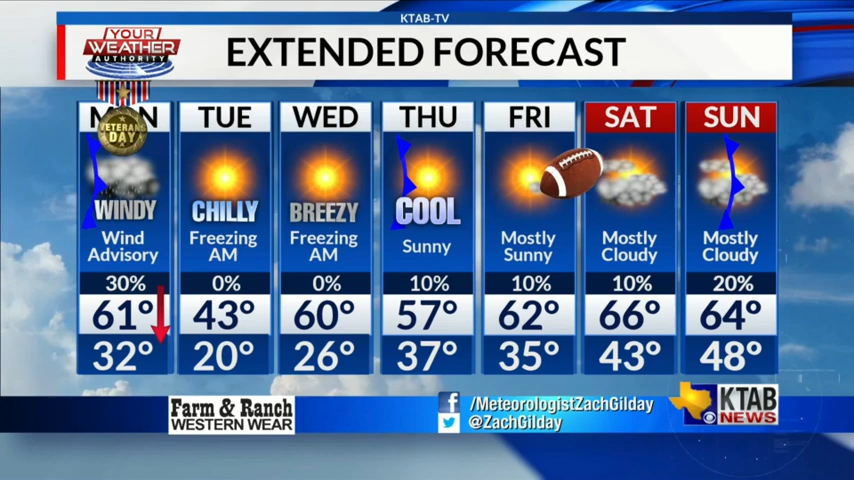 KTAB-TV
YOUR
WEATHER
AUTHORITY
EXTENDED FORECAST
VETERANS
DAY
TUE
WED
THU
FRI
SAT
SUN
WINDY
CHILLY
BREEZY
COOL
Wind
Advisory
Freezing
AM
Freezing
AM
Sunny
Mostly
Sunny
Mostly
Cloudy
Mostly
Cloudy
30% 0% 0% 10% 10% 10% 20%
61° 43° 60° 57° 62° 66° 64°
32° 20° 26° 37° 35° 43° 48°
Farm & Ranch
WESTERN WEAR
/MeteorologistZachGilday
@ZachGilday
KTAB
NEWS